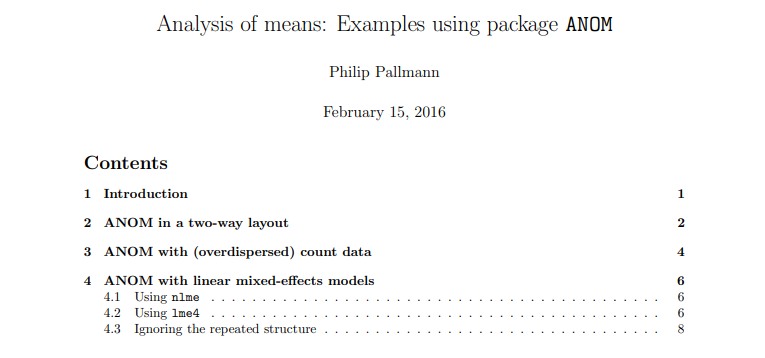 Analysis of means: Examples using package ANOM
Philip Pallmann
February 15, 2016
Contents
1 Introduction 1
2 ANOM in a two-way layout 2
3 ANOM with (overdispersed) count data 4
4 ANOM with linear mixed-effects models 6
4.1 Using nlme . . . . . . . . . . . . . . . . . . . . . . . . . . . . . . . . . . . . . . . . . . . . 6
4.2 Using lme4 . . . . . . . . . . . . . . . . . . . . . . . . . . . . . . . . . . . . . . . . . . . . 6
4.3 Ignoring the repeated structure . . . . . . . . . . . . . . . . . . . . . . . . . . . . . . . . . 8